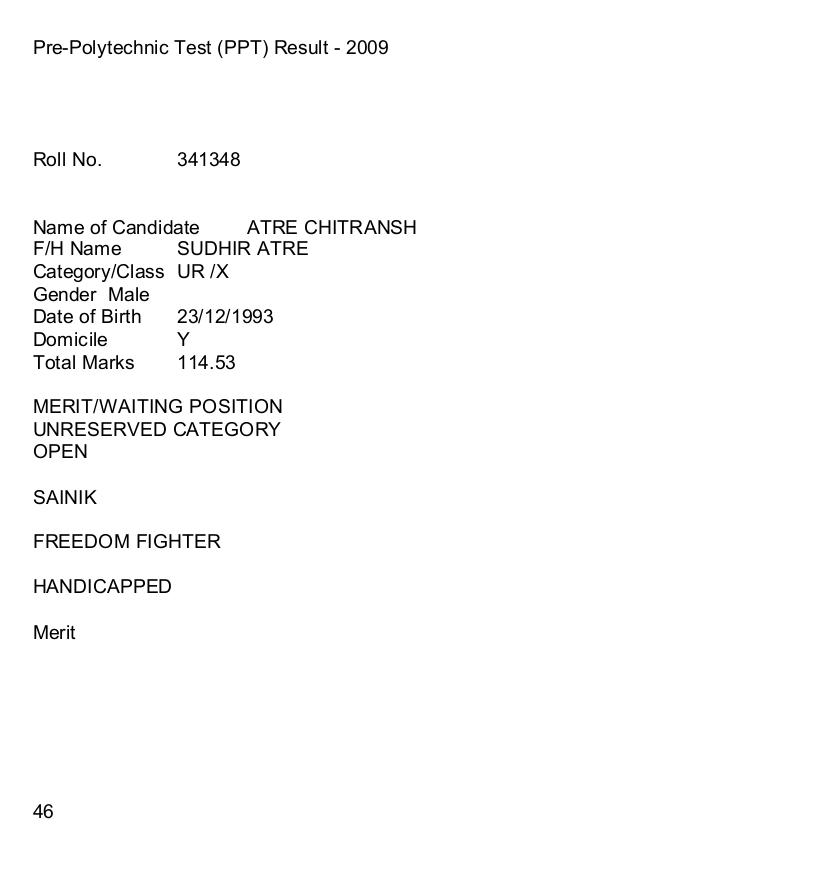 Pre-Polytechnic Test (PPT) Result - 2009
Roll No. 341348
Name of Candidate ATRE CHITRANSH
F/H Name SUDHIR ATRE
Category/Class UR /X
Gender Male
Date of Birth 23/12/1993
Domicile Y
Total Marks 114.53
MERIT/WAITING POSITION
UNRESERVED CATEGORY
OPEN
SAINIK
FREEDOM FIGHTER
HANDICAPPED
Merit
46